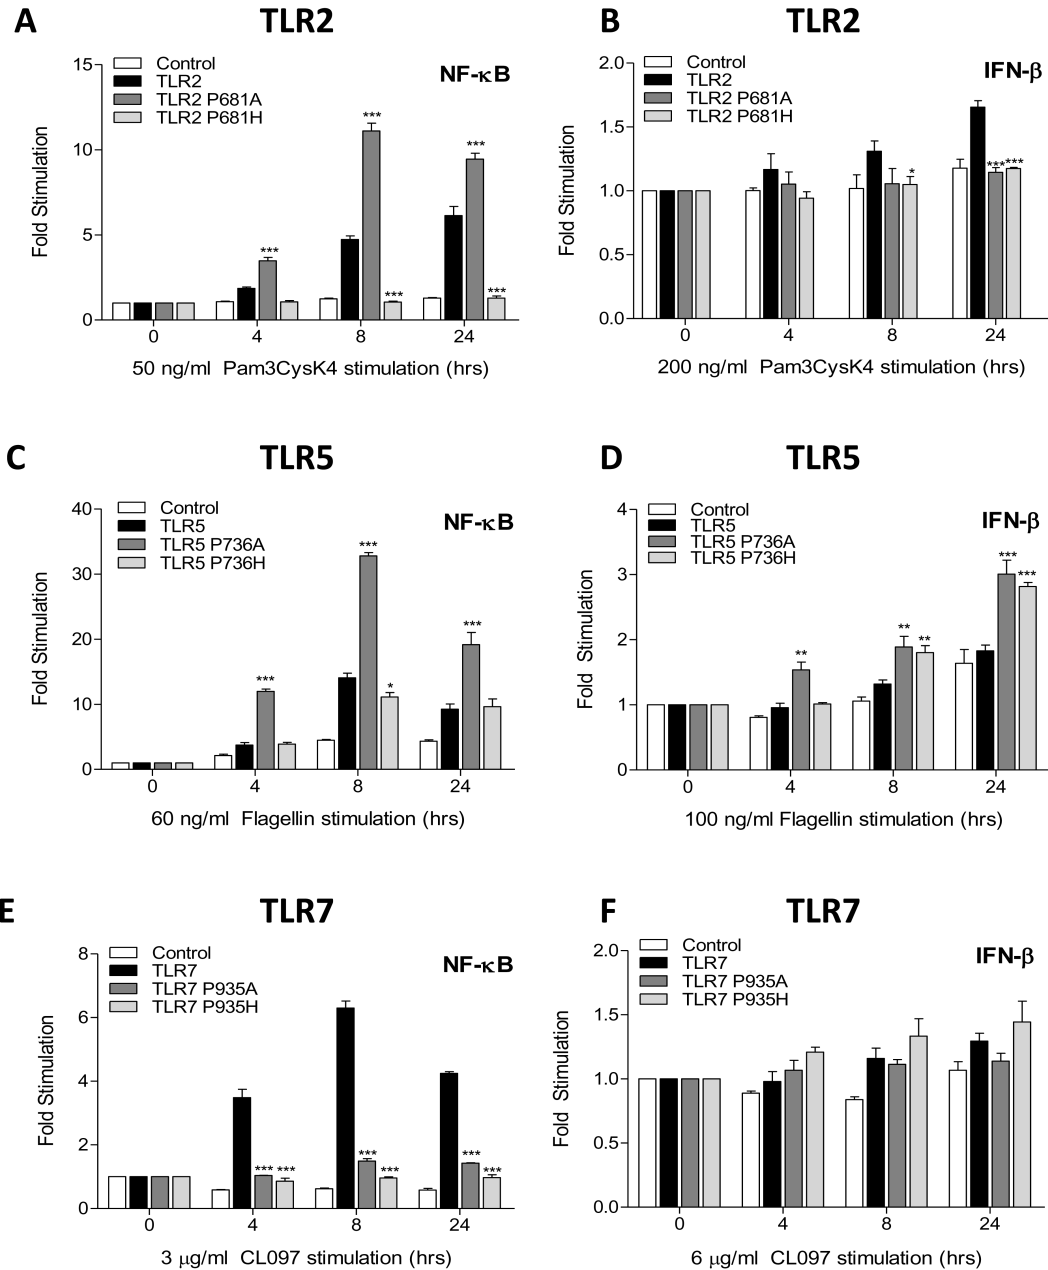 A
TLR2
Control
TLR2
TLR2 P681A
TLR2 P681H
NF-κB
15
10
5
0
Fold Stimulation
***
***
***
***
***
0 4 8 24
50 ng/ml Pam3CysK4 stimulation (hrs)
B
TLR2
Control
TLR2
TLR2 P681A
TLR2 P681H
IFN-β
2.0
1.5
1.0
0.5
0.0
Fold Stimulation
*
*** ***
0 4 8 24
200 ng/ml Pam3CysK4 stimulation (hrs)
C
TLR5
Control
TLR5
TLR5 P736A
TLR5 P736H
NF-κB
40
30
20
10
0
Fold Stimulation
***
***
*
***
0 4 8 24
60 ng/ml Flagellin stimulation (hrs)
D
TLR5
Control
TLR5
TLR5 P736A
TLR5 P736H
IFN-β
4
3
2
1
0
Fold Stimulation
**
**
**
***
***
0 4 8 24
100 ng/ml Flagellin stimulation (hrs)
E
TLR7
Control
TLR7
TLR7 P935A
TLR7 P935H
NF-κB
8
6
4
2
0
Fold Stimulation
*** ***
***
***
***
***
0 4 8 24
3 μg/ml CL097 stimulation (hrs)
F
TLR7
Control
TLR7
TLR7 P935A
TLR7 P935H
IFN-β
2.0
1.5
1.0
0.5
0.0
Fold Stimulation
0 4 8 24
6 μg/ml CL097 stimulation (hrs)